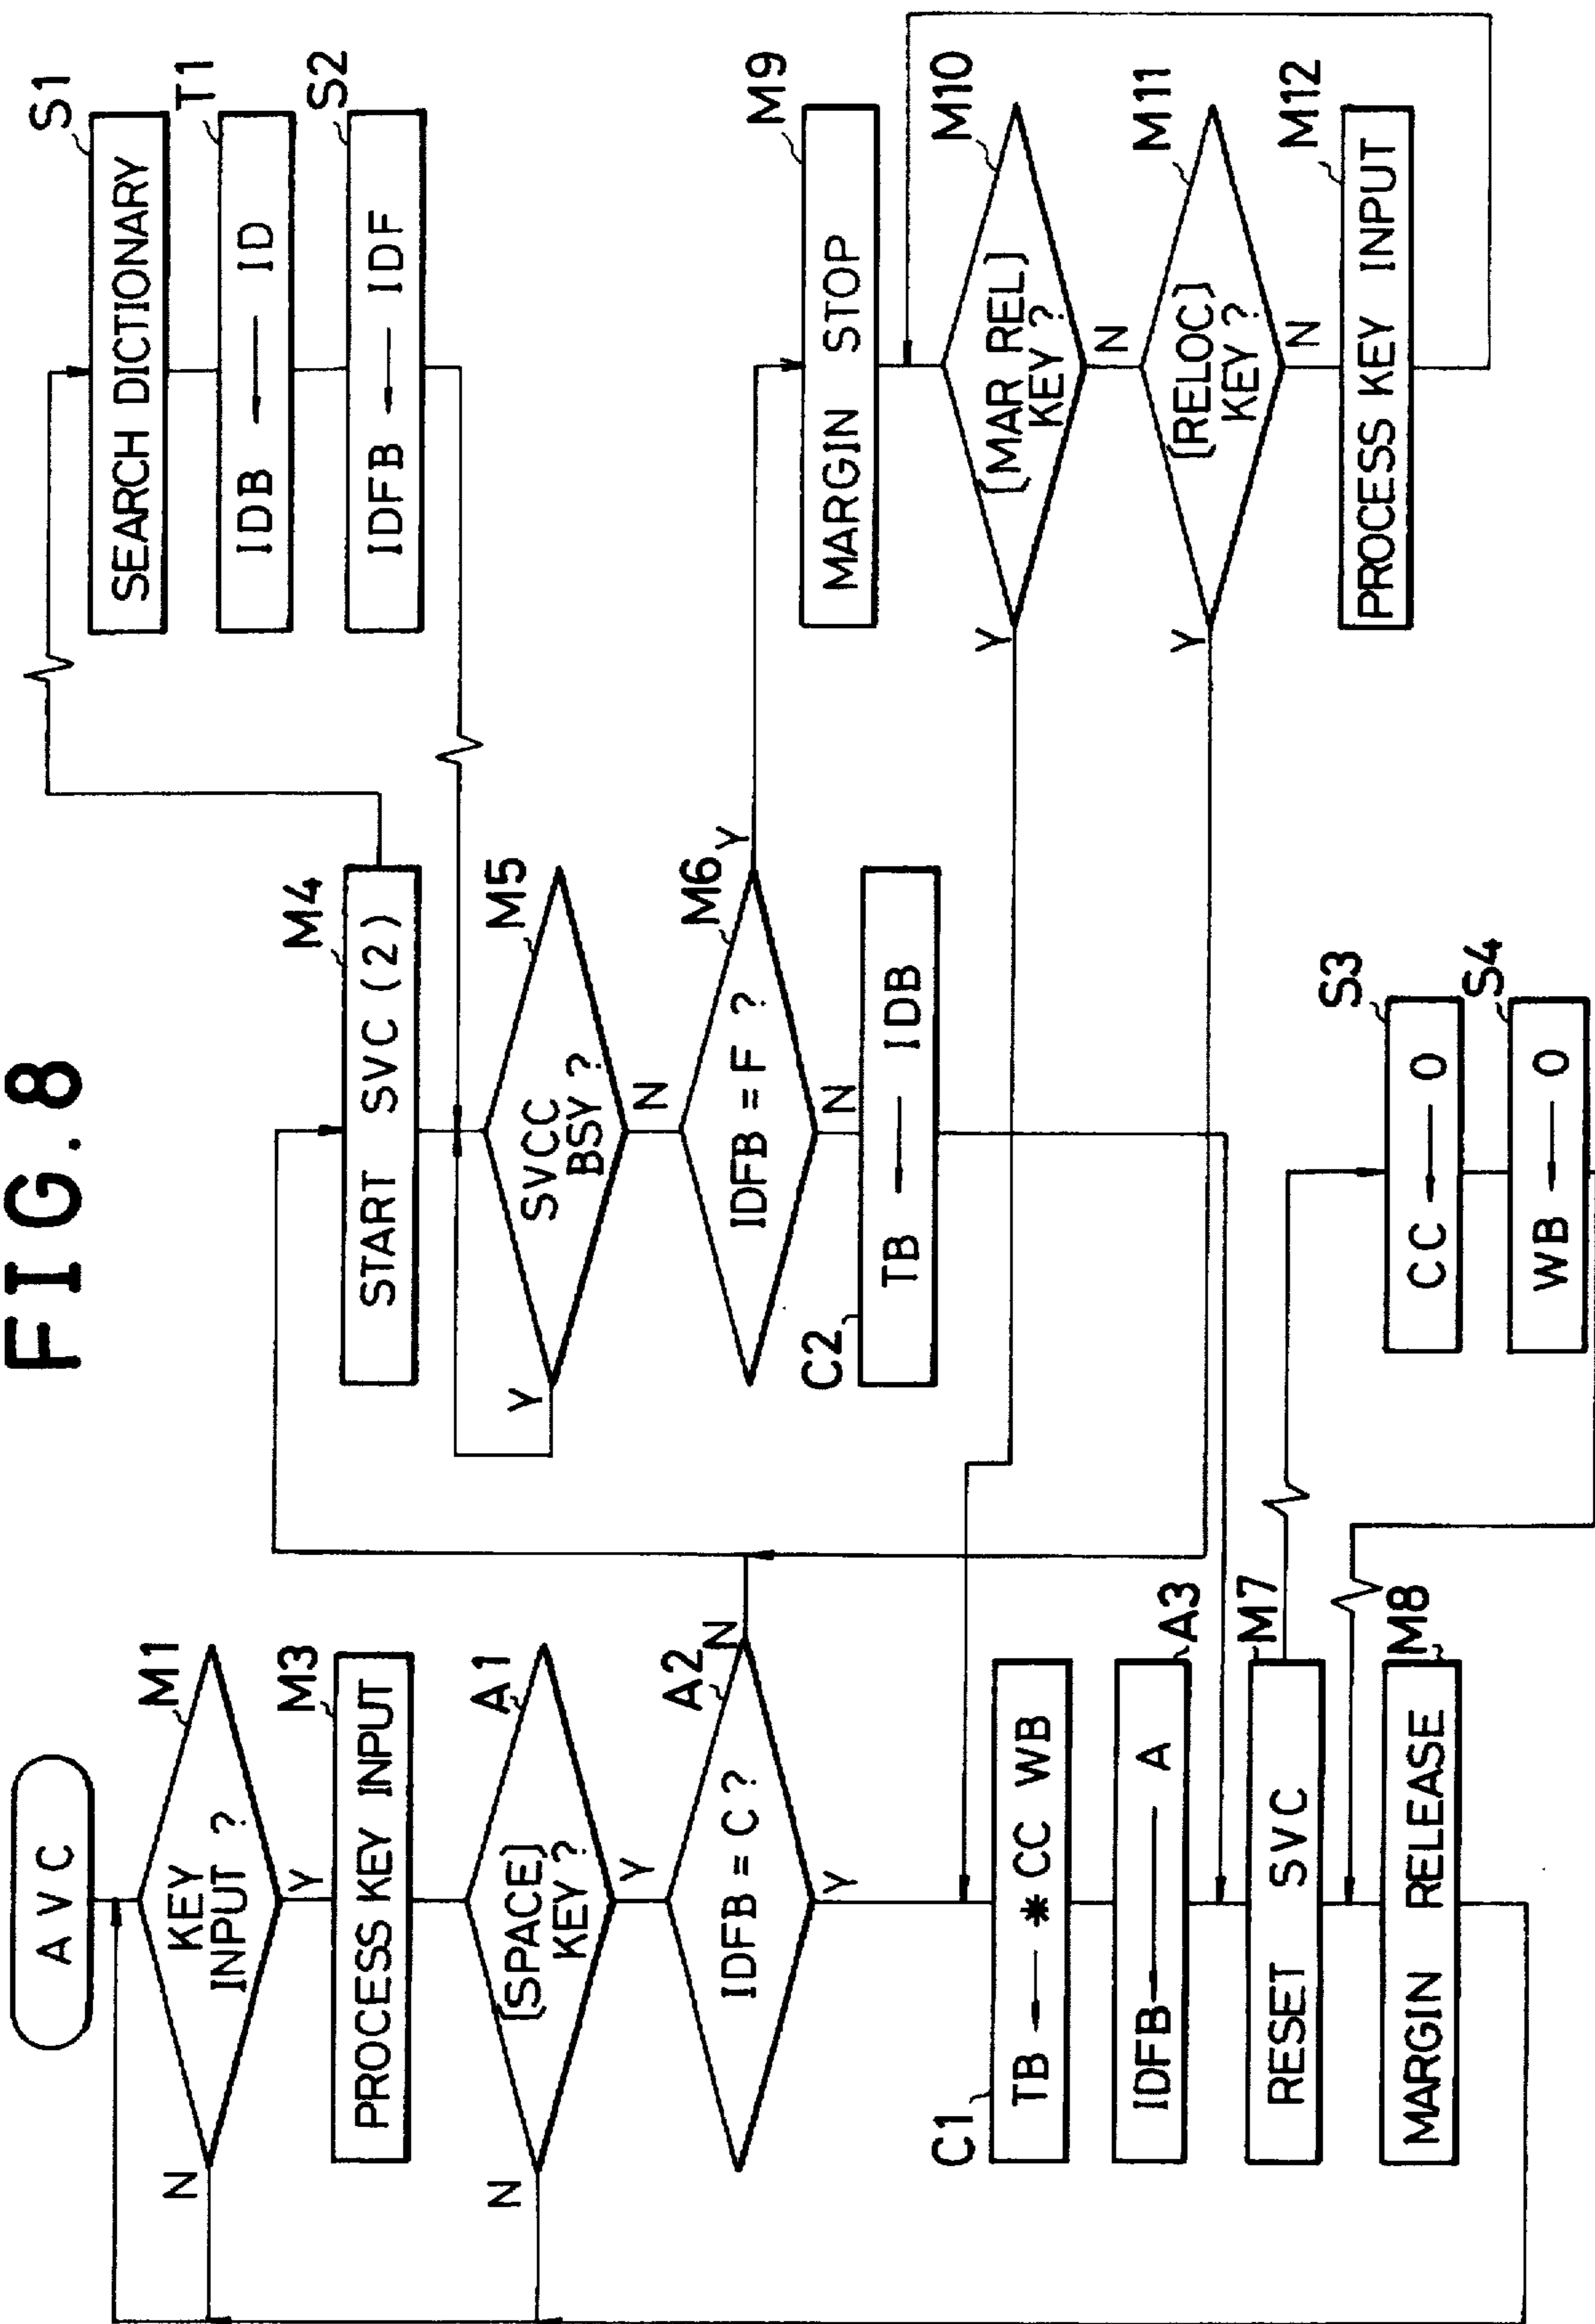 FIG.8
AVC
M1
KEY
INPUT ?
N
Y
M3
PROCESS KEY INPUT
A1
[SPACE]
KEY ?
N
Y
A2
IDFB = C ?
N
Y
C1
TB ← * CC WB
A3
IDFB ← A
M7
RESET SVC
M8
MARGIN RELEASE
M4
START SVC (2)
M5
SVCC
BSY ?
Y
N
M6
IDFB = F ?
Y
N
C2
TB ← IDB
S3
CC ← 0
S4
WB ← 0
S1
SEARCH DICTIONARY
T1
IDB ← ID
S2
IDFB ← IDF
M9
MARGIN STOP
M10
[MAR REL]
KEY ?
Y
N
M11
[RELOC]
KEY ?
Y
N
M12
PROCESS KEY INPUT